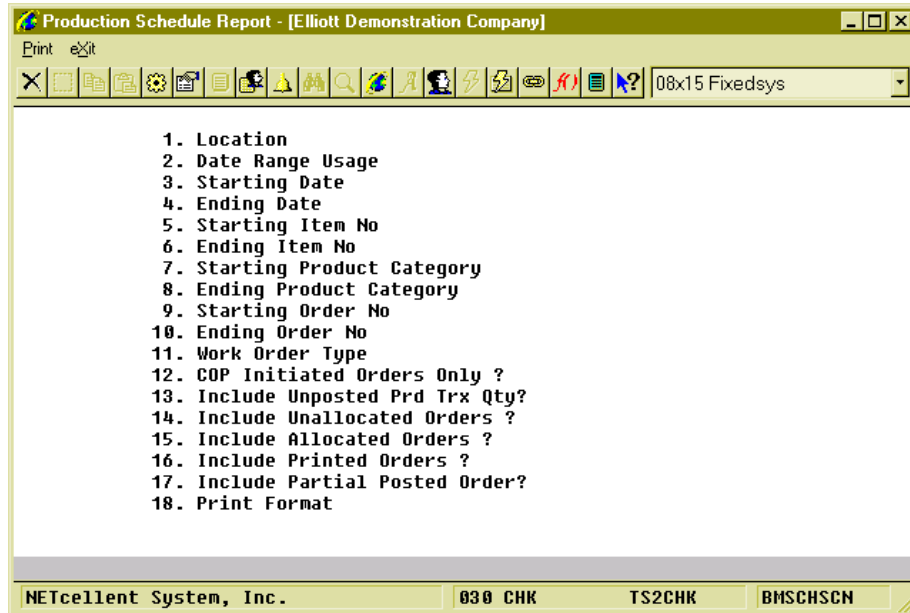 Production Schedule Report - [Elliott Demonstration Company]
Print eXit
08x15 Fixedsys
1. Location
2. Date Range Usage
3. Starting Date
4. Ending Date
5. Starting Item No
6. Ending Item No
7. Starting Product Category
8. Ending Product Category
9. Starting Order No
10. Ending Order No
11. Work Order Type
12. COP Initiated Orders Only ?
13. Include Unposted Prd Trx Qty?
14. Include Unallocated Orders ?
15. Include Allocated Orders ?
16. Include Printed Orders ?
17. Include Partial Posted Order?
18. Print Format
NETcellent System, Inc. 030 CHK TS2CHK BMSCHSCN